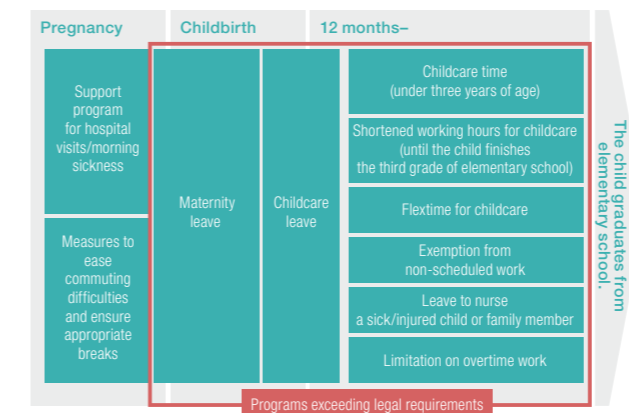 Pregnancy
Childbirth
12 months–
Support
program
for hospital
visits/morning
sickness
Measures to
ease
commuting
difficulties
and ensure
appropriate
breaks
Maternity
leave
Childcare
leave
Childcare time
(under three years of age)
Shortened working hours for childcare
(until the child finishes
the third grade of elementary school)
Flextime for childcare
Exemption from
non-scheduled work
Leave to nurse
a sick/injured child or family member
Limitation on overtime work
The child graduates from
elementary school.
Programs exceeding legal requirements